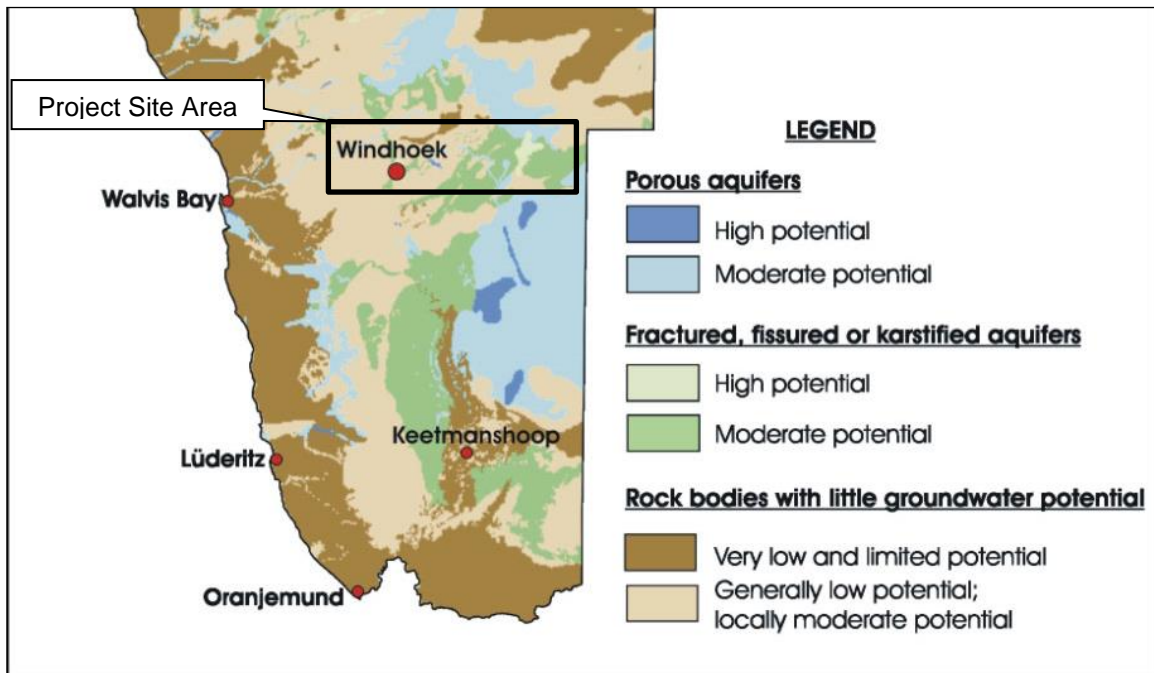 Project Site Area
Windhoek
Walvis Bay
Keetmanshoop
Lüderitz
Oranjemund
LEGEND
Porous aquifers
High potential
Moderate potential
Fractured, fissured or karstified aquifers
High potential
Moderate potential
Rock bodies with little groundwater potential
Very low and limited potential
Generally low potential;
locally moderate potential